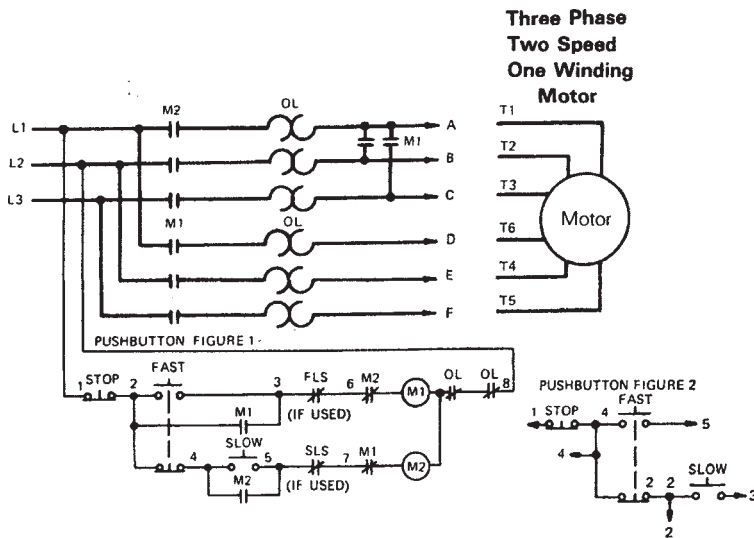 Three Phase
Two Speed
One Winding
Motor
M2
OL
L1
A
T1
M1
L2
B
T2
L3
C
T3
Motor
M1
OL
D
T6
E
T4
F
T5
PUSHBUTTON FIGURE 1
1 STOP 2 FAST 3 FLS 6 M2 M1 OL OL 8
(IF USED)
M1
SLOW
4 5 SLS 7 M1 M2
M2
(IF USED)
PUSHBUTTON FIGURE 2
FAST
1 STOP 4 5
4
2 2 SLOW
3
2